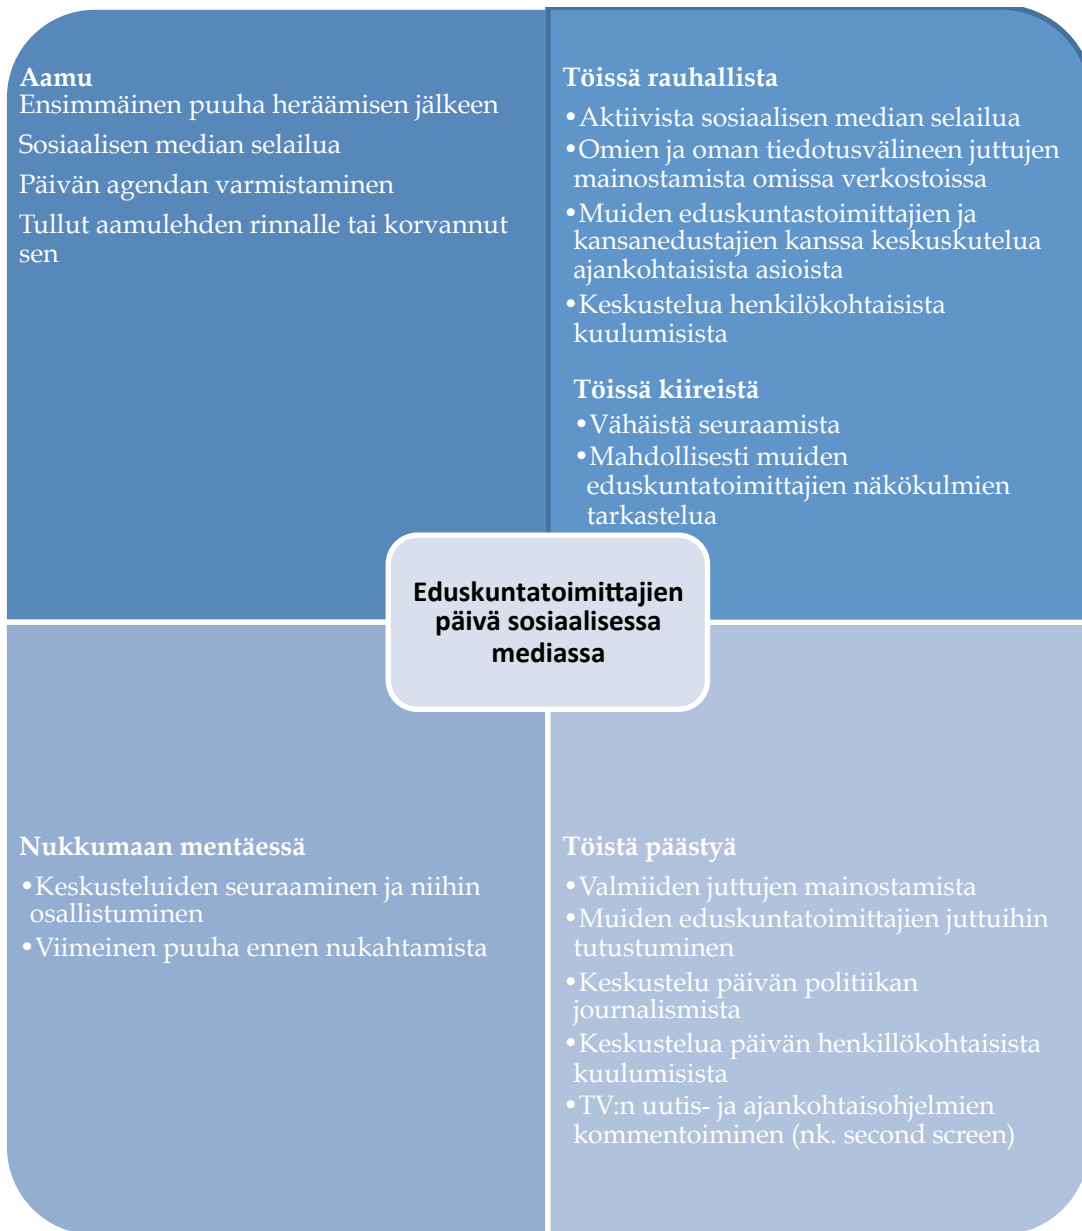 Aamu
Ensimmäinen puuha heräämisen jälkeen
Sosiaalisen median selailua
Päivän agendan varmistaminen
Tullut aamulehden rinnalle tai korvannut
sen
Töissä rauhallista
•Aktiivista sosiaalisen median selailua
•Omien ja oman tiedotusvälineen juttujen
mainostamista omissa verkostoissa
•Muiden eduskuntastoimittajien ja
kansanedustajien kanssa keskuskutelua
ajankohtaisista asioista
•Keskustelua henkilökohtaisista
kuulumisista
Töissä kiireistä
•Vähäistä seuraamista
•Mahdollisesti muiden
eduskuntatoimittajien näkökulmien
tarkastelua
Eduskuntatoimittajien
päivä sosiaalisessa
mediassa
Nukkumaan mentäessä
•Keskusteluiden seuraaminen ja niihin
osallistuminen
•Viimeinen puuha ennen nukahtamista
Töistä päästyä
•Valmiiden juttujen mainostamista
•Muiden eduskuntatoimittajien juttuihin
tutustuminen
•Keskustelu päivän politiikan
journalismista
•Keskustelua päivän henkillökohtaisista
kuulumisista
•TV:n uutis- ja ajankohtaisohjelmien
kommentoiminen (nk. second screen)